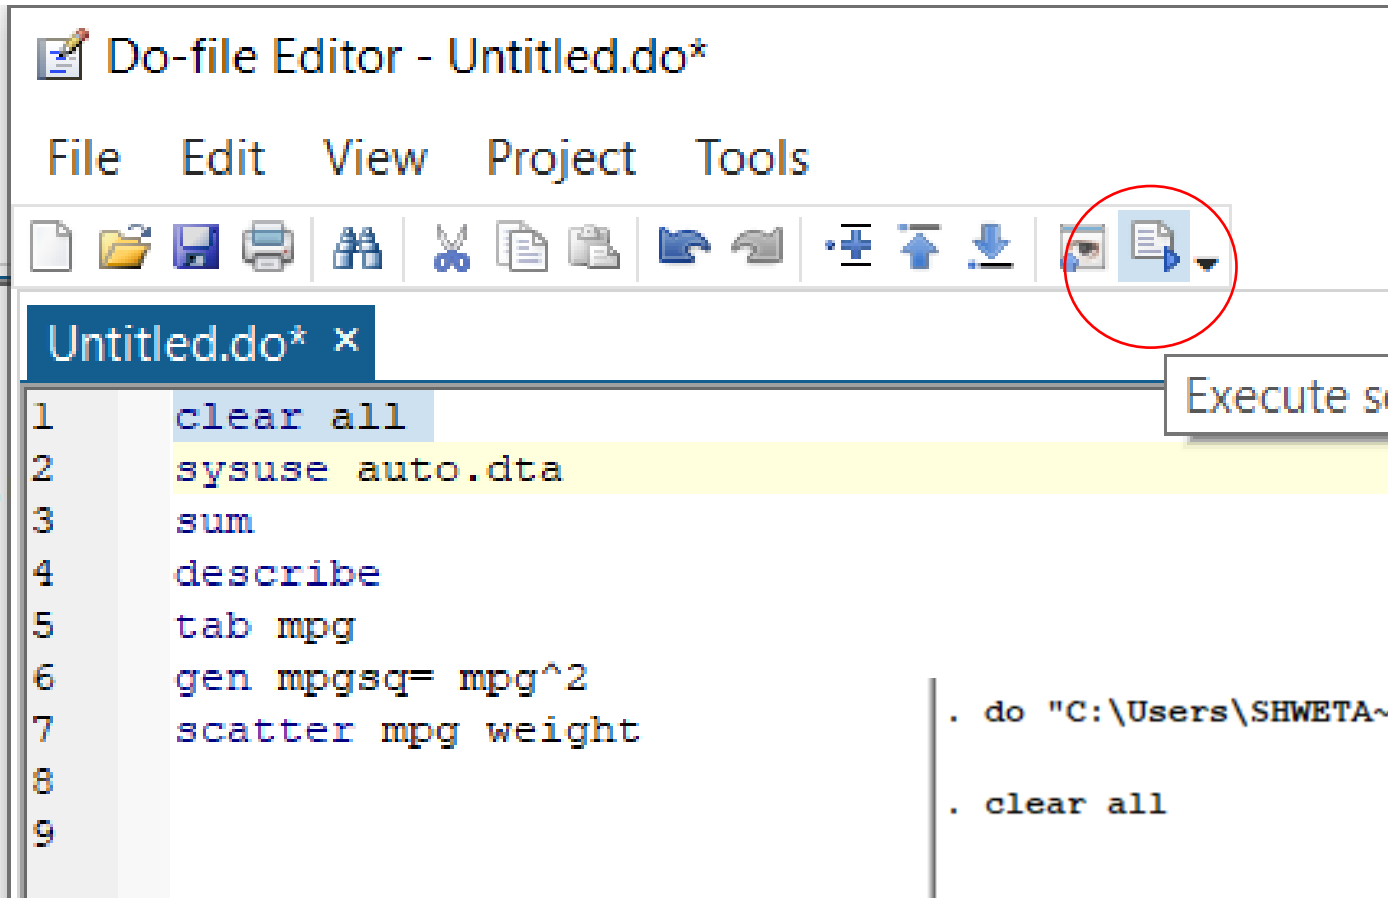 Do-file Editor - Untitled.do*
File Edit View Project Tools
Untitled.do* ×
Execute
1 clear all
2 sysuse auto.dta
3 sum
4 describe
5 tab mpg
6 gen mpgsq= mpg^2
7 scatter mpg weight
8
9
. do "C:\Users\SHWETA~
. clear all